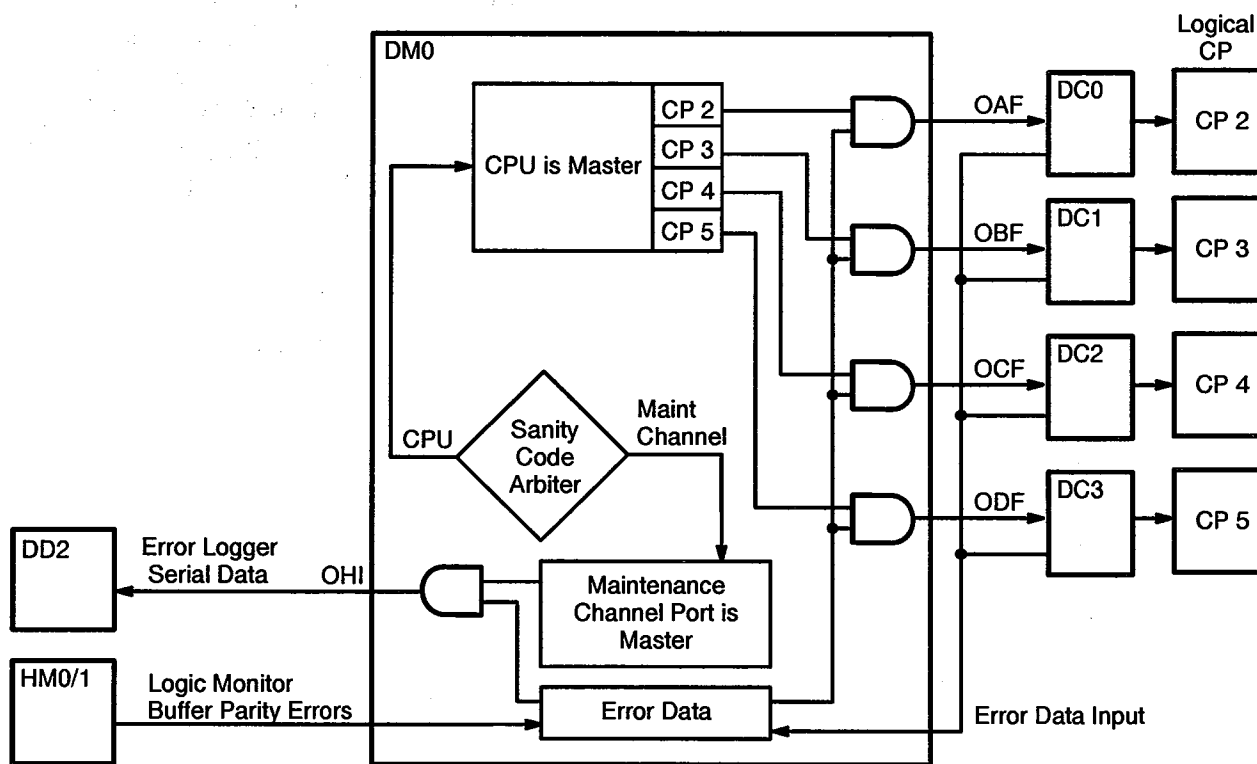 Logical
CP
DM0
CP 2
CP 3
CP 4
CP 5
CPU is Master
OAF
DC0
CP 2
OBF
DC1
CP 3
OCF
DC2
CP 4
ODF
DC3
CP 5
CPU
Sanity
Code
Arbiter
Maint
Channel
DD2
Error Logger
Serial Data
OHI
Maintenance
Channel Port is
Master
HM0/1
Logic Monitor
Buffer Parity Errors
Error Data
Error Data Input